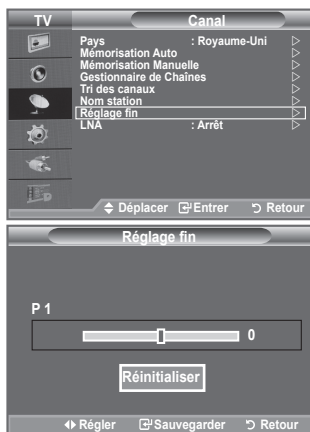 TV Canal
Pays : Royaume-Uni
Mémorisation Auto
Mémorisation Manuelle
Gestionnaire de Chaînes
Tri des canaux
Nom station
Réglage fin
LNA : Arrêt
Déplacer Entrer Retour
Réglage fin
P 1
0
Réinitialiser
Régler Sauvegarder Retour